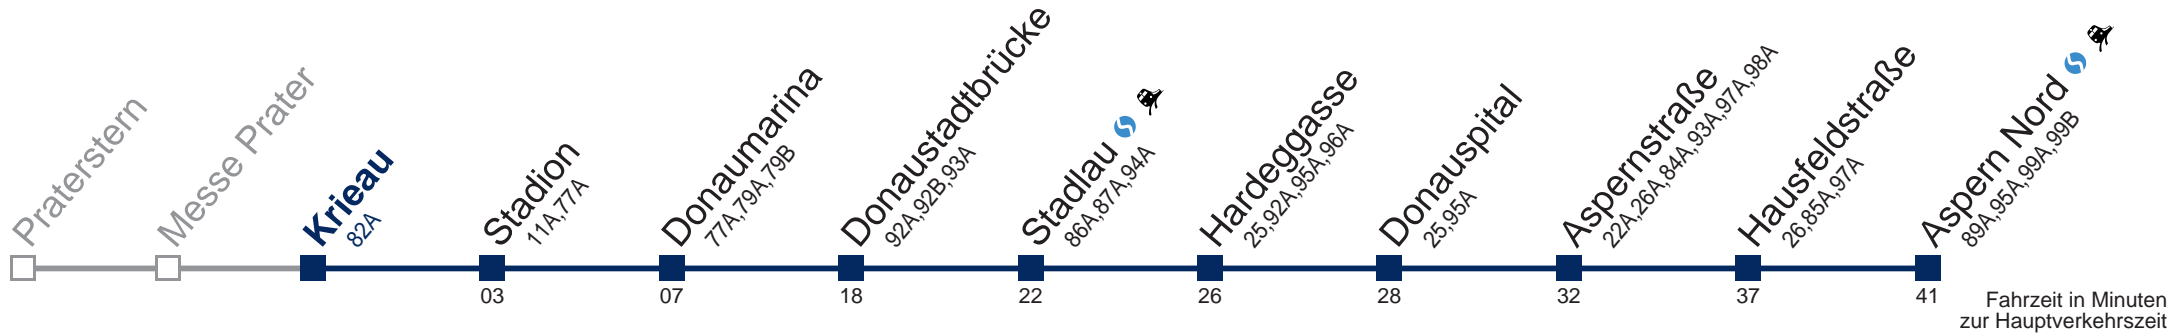 Praterstern
Messe Prater
Krieau
82A
Stadion
11A,77A
Donaumarina
77A,79A,79B
Donaustadtbrücke
92A,92B,93A
Stadlau
86A,87A,94A
Hardeggasse
25,92A,95A,96A
Donauspital
25,95A
Aspernstraße
22A,26A,84A,93A,97A,98A
Hausfeldstraße
26,85A,97A
Aspern Nord
89A,95A,99A,99B
03
07
18
22
26
28
32
37
41
Fahrzeit in Minuten
zur Hauptverkehrszeit